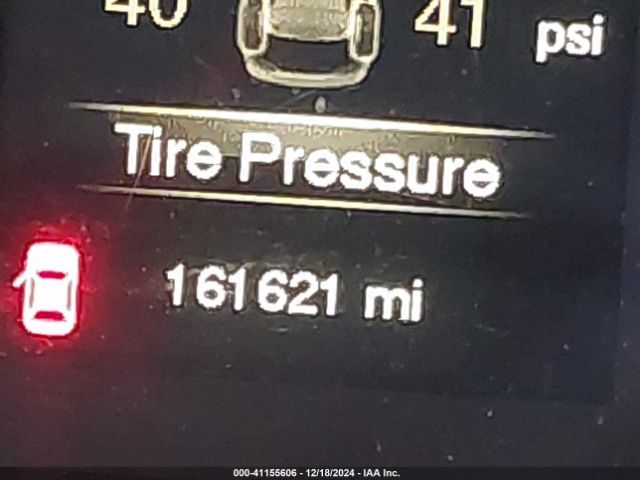 40 41 psi
Tire Pressure
161621 mi
000-41155606 - 12/18/2024 - IAA Inc.